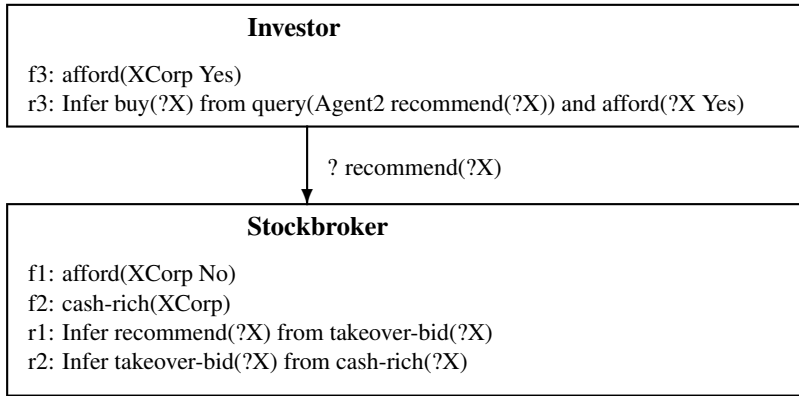 Investor
f3: afford(XCorp Yes)
r3: Infer buy(?X) from query(Agent2 recommend(?X)) and afford(?X Yes)
? recommend(?X)
Stockbroker
f1: afford(XCorp No)
f2: cash-rich(XCorp)
r1: Infer recommend(?X) from takeover-bid(?X)
r2: Infer takeover-bid(?X) from cash-rich(?X)